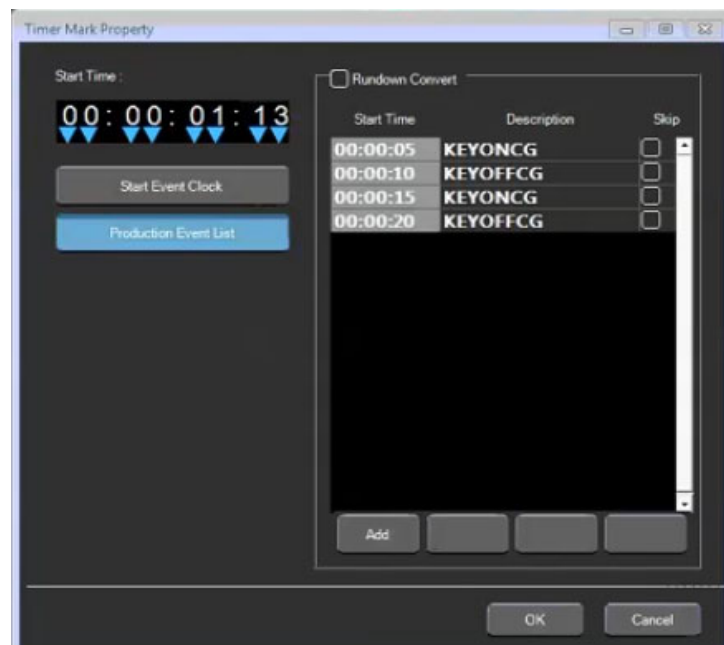 Timer Mark Property
Start Time :
00:00:01:13
Start Event Clock
Production Event List
Rundown Convert
Start Time Description Skip
00:00:05 KEYONCG
00:00:10 KEYOFFCG
00:00:15 KEYONCG
00:00:20 KEYOFFCG
Add
OK Cancel